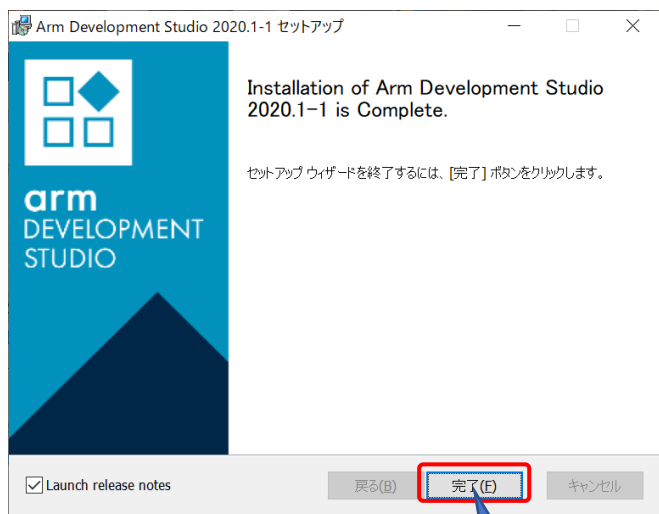 Arm Development Studio 2020.1-1 セットアップ
Installation of Arm Development Studio
2020.1-1 is Complete.
セットアップ ウィザードを終了するには、[完了] ボタンをクリックします。
arm
DEVELOPMENT
STUDIO
Launch release notes
戻る(B)
完了(F)
キャンセル